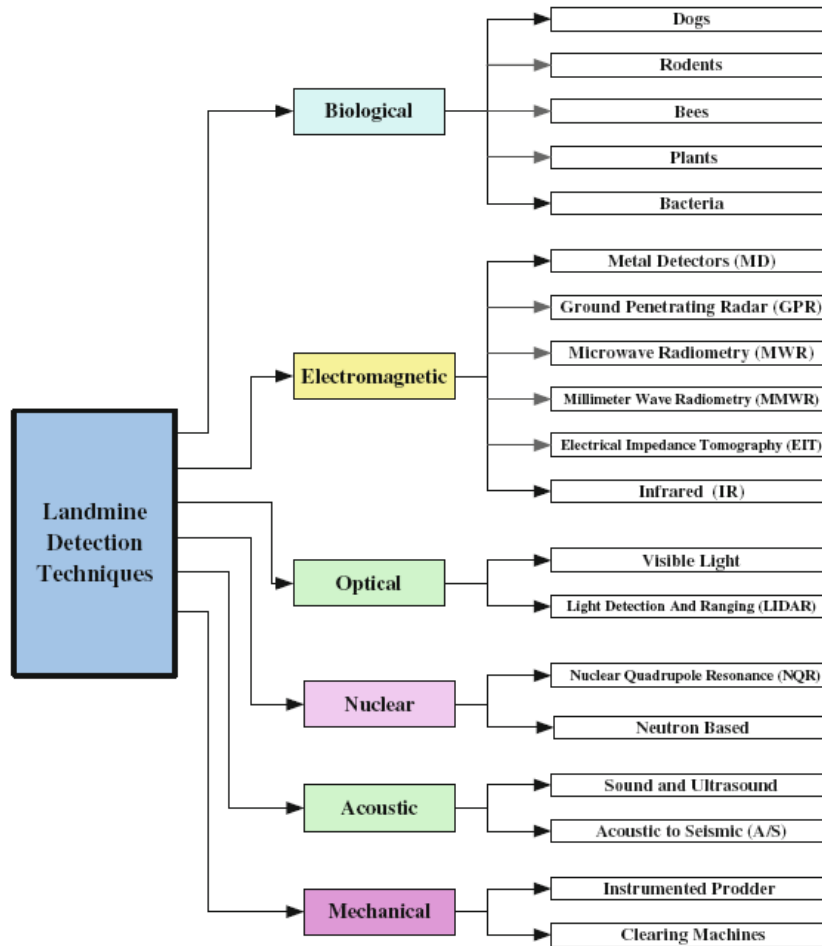 Landmine
Detection
Techniques
Biological
Dogs
Rodents
Bees
Plants
Bacteria
Electromagnetic
Metal Detectors (MD)
Ground Penetrating Radar (GPR)
Microwave Radiometry (MWR)
Millimeter Wave Radiometry (MMWR)
Electrical Impedance Tomography (EIT)
Infrared (IR)
Optical
Visible Light
Light Detection And Ranging (LIDAR)
Nuclear
Nuclear Quadrupole Resonance (NQR)
Neutron Based
Acoustic
Sound and Ultrasound
Acoustic to Seismic (A/S)
Mechanical
Instrumented Prodder
Clearing Machines